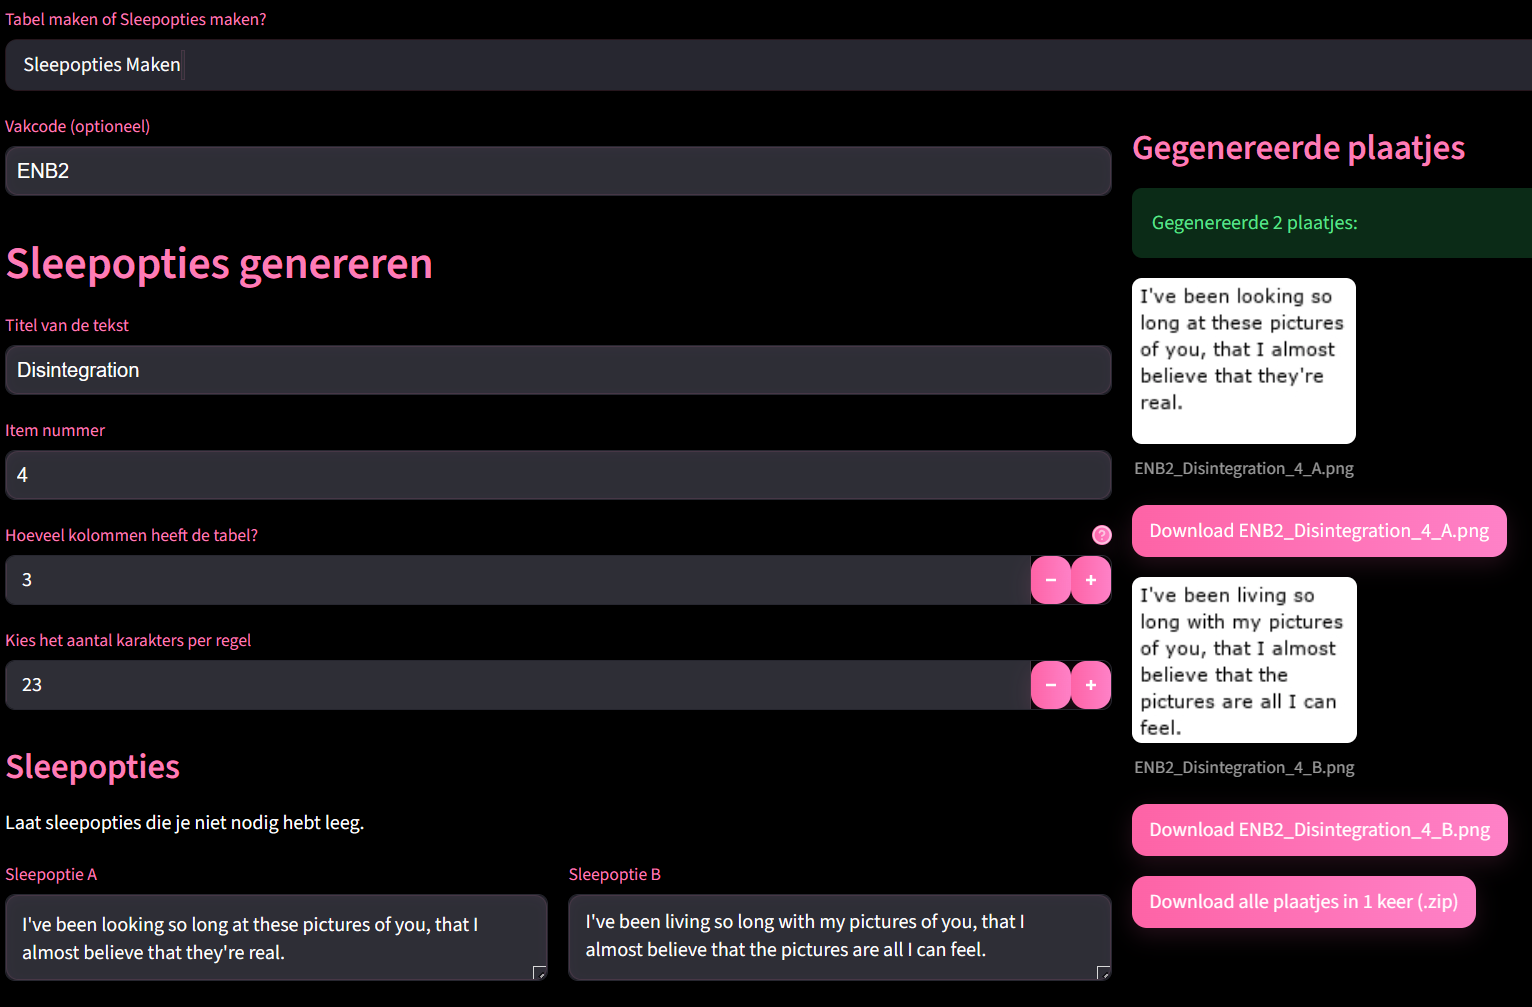 Tabel maken of Sleepopties maken?
Sleepopties Maken
Vakcode (optioneel)
ENB2
Sleepopties genereren
Titel van de tekst
Disintegration
Item nummer
4
Hoeveel kolommen heeft de tabel?
?
3
−
+
Kies het aantal karakters per regel
23
−
+
Sleepopties
Laat sleepopties die je niet nodig hebt leeg.
Sleepoptie A
I've been looking so long at these pictures of you, that I
almost believe that they're real.
Sleepoptie B
I've been living so long with my pictures of you, that I
almost believe that the pictures are all I can feel.
Gegenereerde plaatjes
Gegenereerde 2 plaatjes:
I've been looking so
long at these pictures
of you, that I almost
believe that they're
real.
ENB2_Disintegration_4_A.png
Download ENB2_Disintegration_4_A.png
I've been living so
long with my pictures
of you, that I almost
believe that the
pictures are all I can
feel.
ENB2_Disintegration_4_B.png
Download ENB2_Disintegration_4_B.png
Download alle plaatjes in 1 keer (.zip)